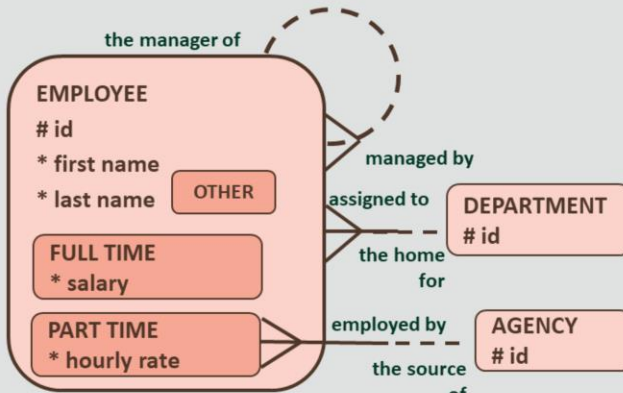 the manager of
EMPLOYEE
# id
* first name
* last name
OTHER
FULL TIME
* salary
PART TIME
* hourly rate
managed by
assigned to
the home
for
DEPARTMENT
# id
employed by
the source
of
AGENCY
# id